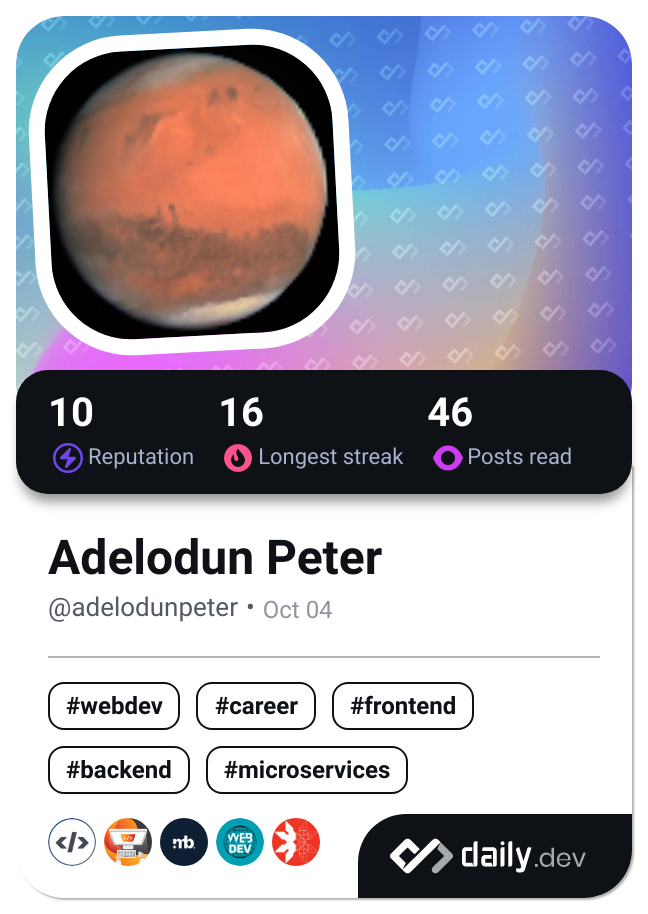 10 16 46
Reputation Longest streak Posts read
Adelodun Peter
@adelodunpeter • Oct 04
#webdev #career #frontend
#backend #microservices
</> mb. WEB DEV
daily.dev